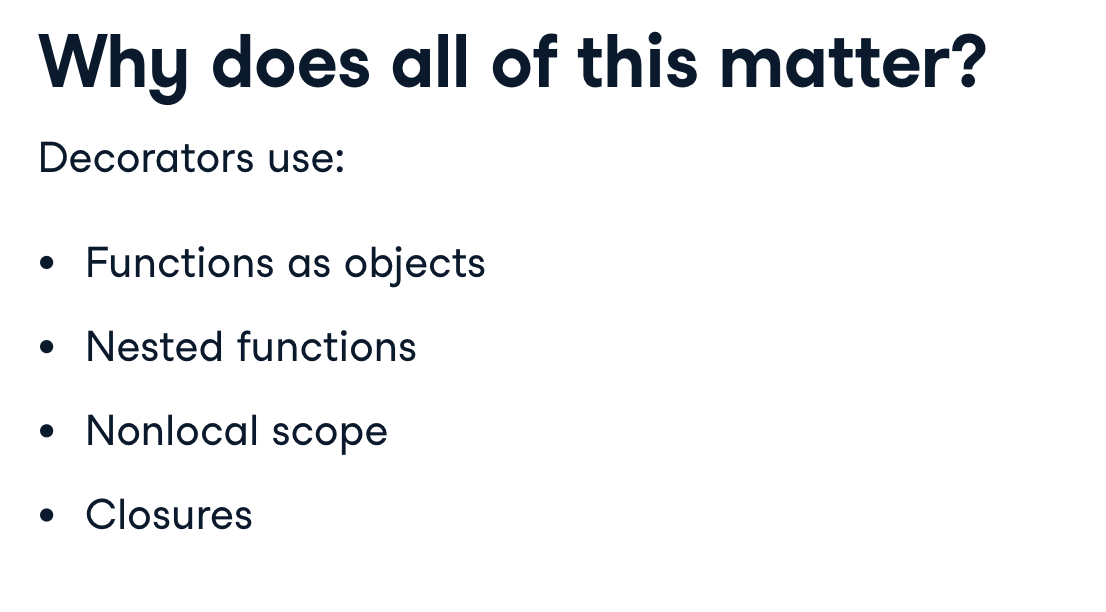 Why does all of this matter?
Decorators use:
• Functions as objects
• Nested functions
• Nonlocal scope
• Closures